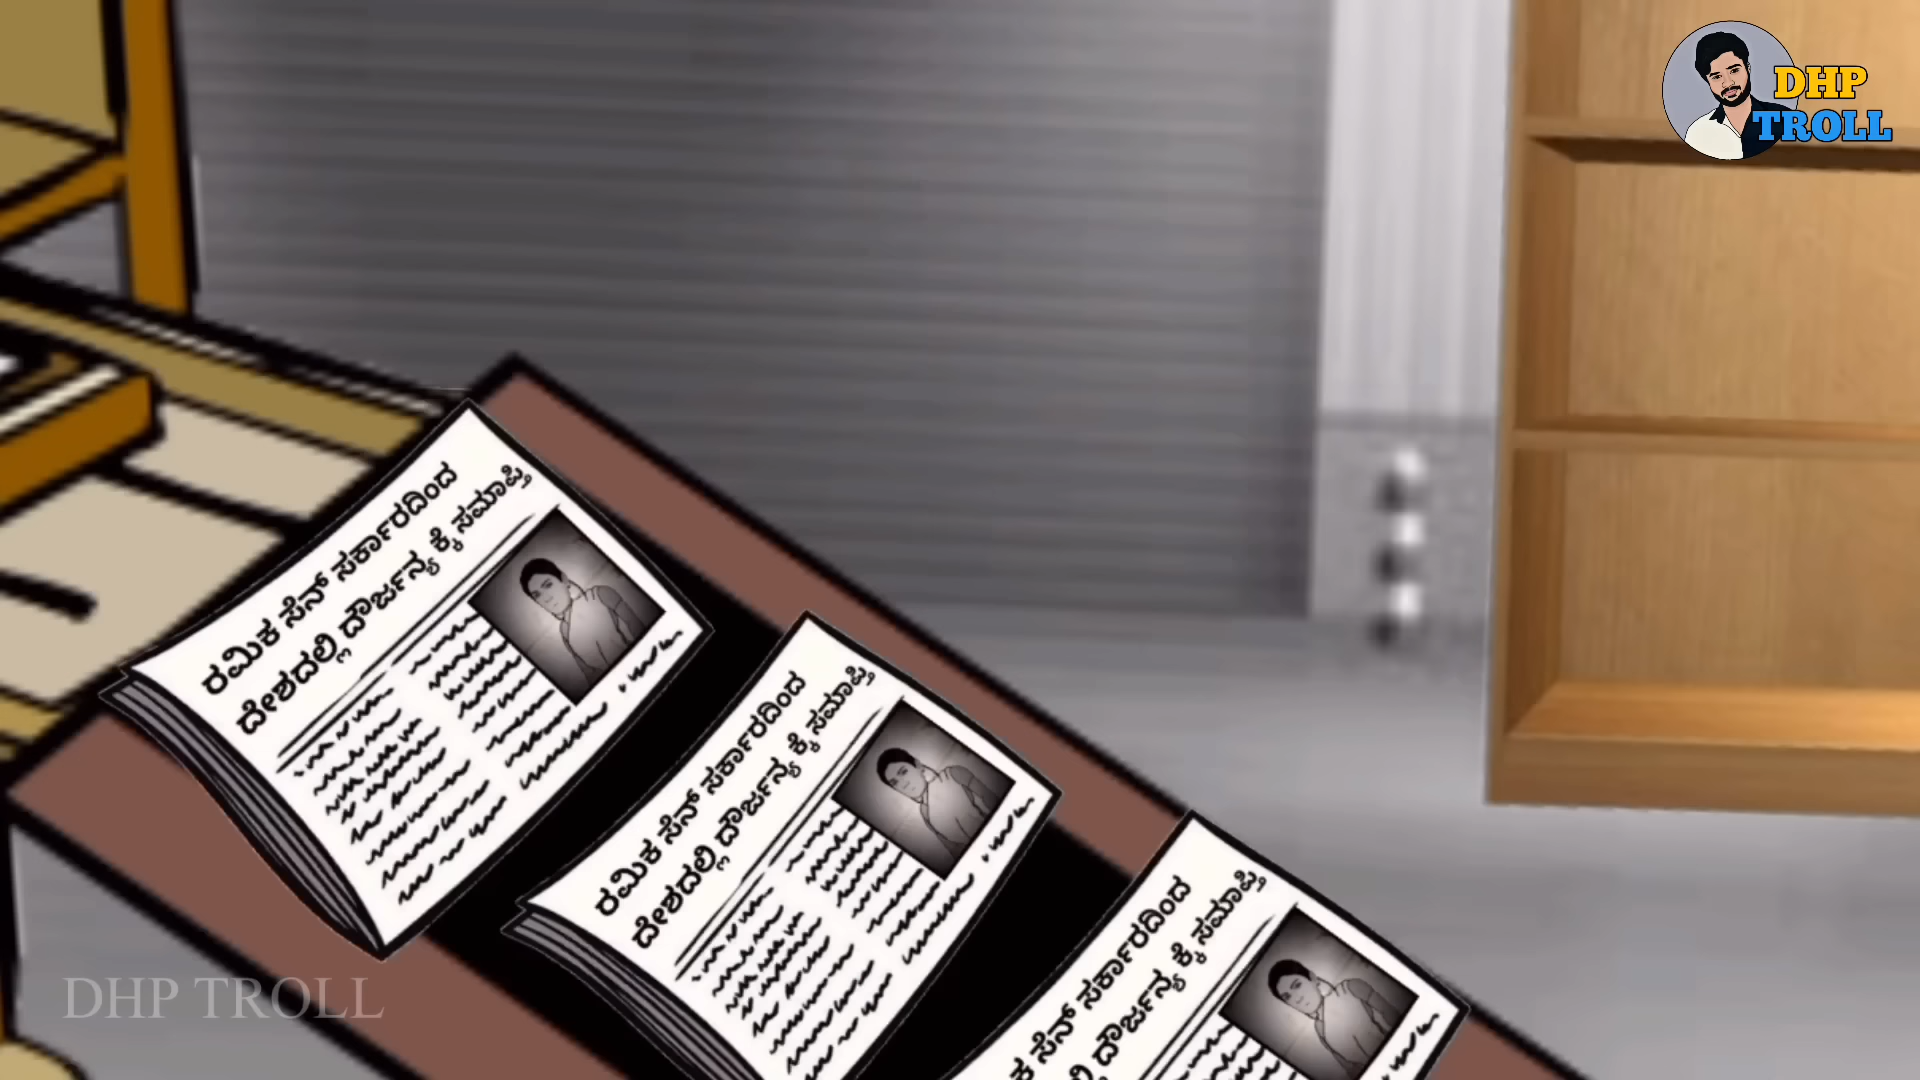 DHP
TROLL
ರಮಿಕ ಸೆನ್ ಸರ್ಕಾರದಿಂದ
ದೇಶದಲ್ಲಿ ದೌರ್ಜನ್ಯ ಕ್ಕೆ ಸಮಾಪ್ತಿ
ರಮಿಕ ಸೆನ್ ಸರ್ಕಾರದಿಂದ
ದೇಶದಲ್ಲಿ ದೌರ್ಜನ್ಯ ಕ್ಕೆ ಸಮಾಪ್ತಿ
ಸೆನ್ ಸರ್ಕಾರದಿಂದ
ದೌರ್ಜನ್ಯ ಕ್ಕೆ ಸಮಾಪ್ತಿ
DHP TROLL